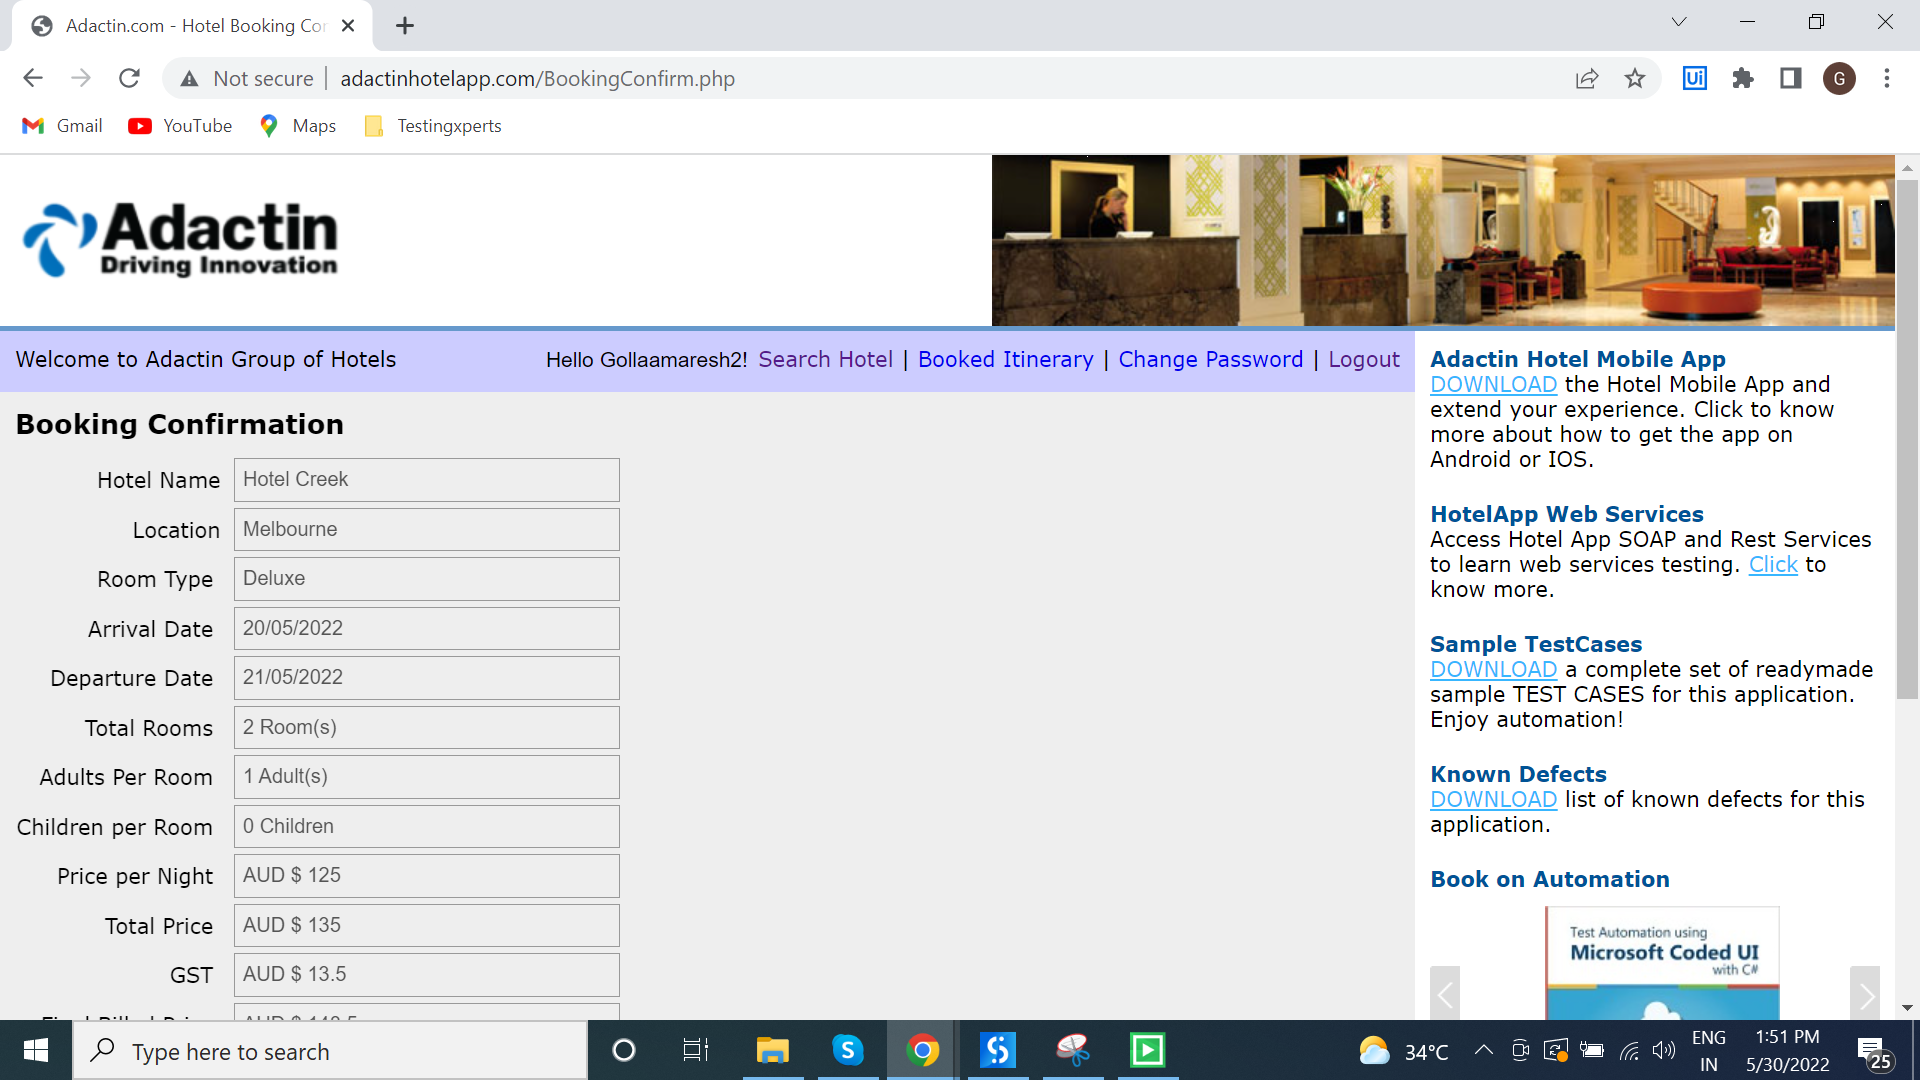 Adactin.com - Hotel Booking Cor
Not secure
adactinhotelapp.com/BookingConfirm.php
Ui
G
Gmail
YouTube
Maps
Testingxperts
Adactin
Driving Innovation
Welcome to Adactin Group of Hotels
Hello Gollaamaresh2! Search Hotel | Booked Itinerary | Change Password | Logout
Booking Confirmation
Hotel Name Hotel Creek
Location Melbourne
Room Type Deluxe
Arrival Date 20/05/2022
Departure Date 21/05/2022
Total Rooms 2 Room(s)
Adults Per Room 1 Adult(s)
Children per Room 0 Children
Price per Night AUD $ 125
Total Price AUD $ 135
GST AUD $ 13.5
Adactin Hotel Mobile App
DOWNLOAD the Hotel Mobile App and
extend your experience. Click to know
more about how to get the app on
Android or IOS.
HotelApp Web Services
Access Hotel App SOAP and Rest Services
to learn web services testing. Click to
know more.
Sample TestCases
DOWNLOAD a complete set of readymade
sample TEST CASES for this application.
Enjoy automation!
Known Defects
DOWNLOAD list of known defects for this
application.
Book on Automation
Test Automation using
Microsoft Coded UI
with C#
Type here to search
34°C
ENG
IN
1:51 PM
5/30/2022
25